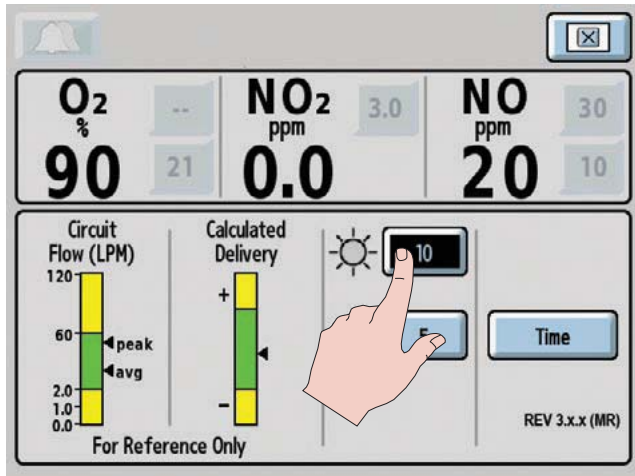 O2
%
--
21
90
NO2
ppm
3.0
0.0
NO
ppm
30
10
20
Circuit
Flow (LPM)
120
60
2.0
1.0
0.0
peak
avg
Calculated
Delivery
+
−
For Reference Only
10
Time
REV 3.x.x (MR)